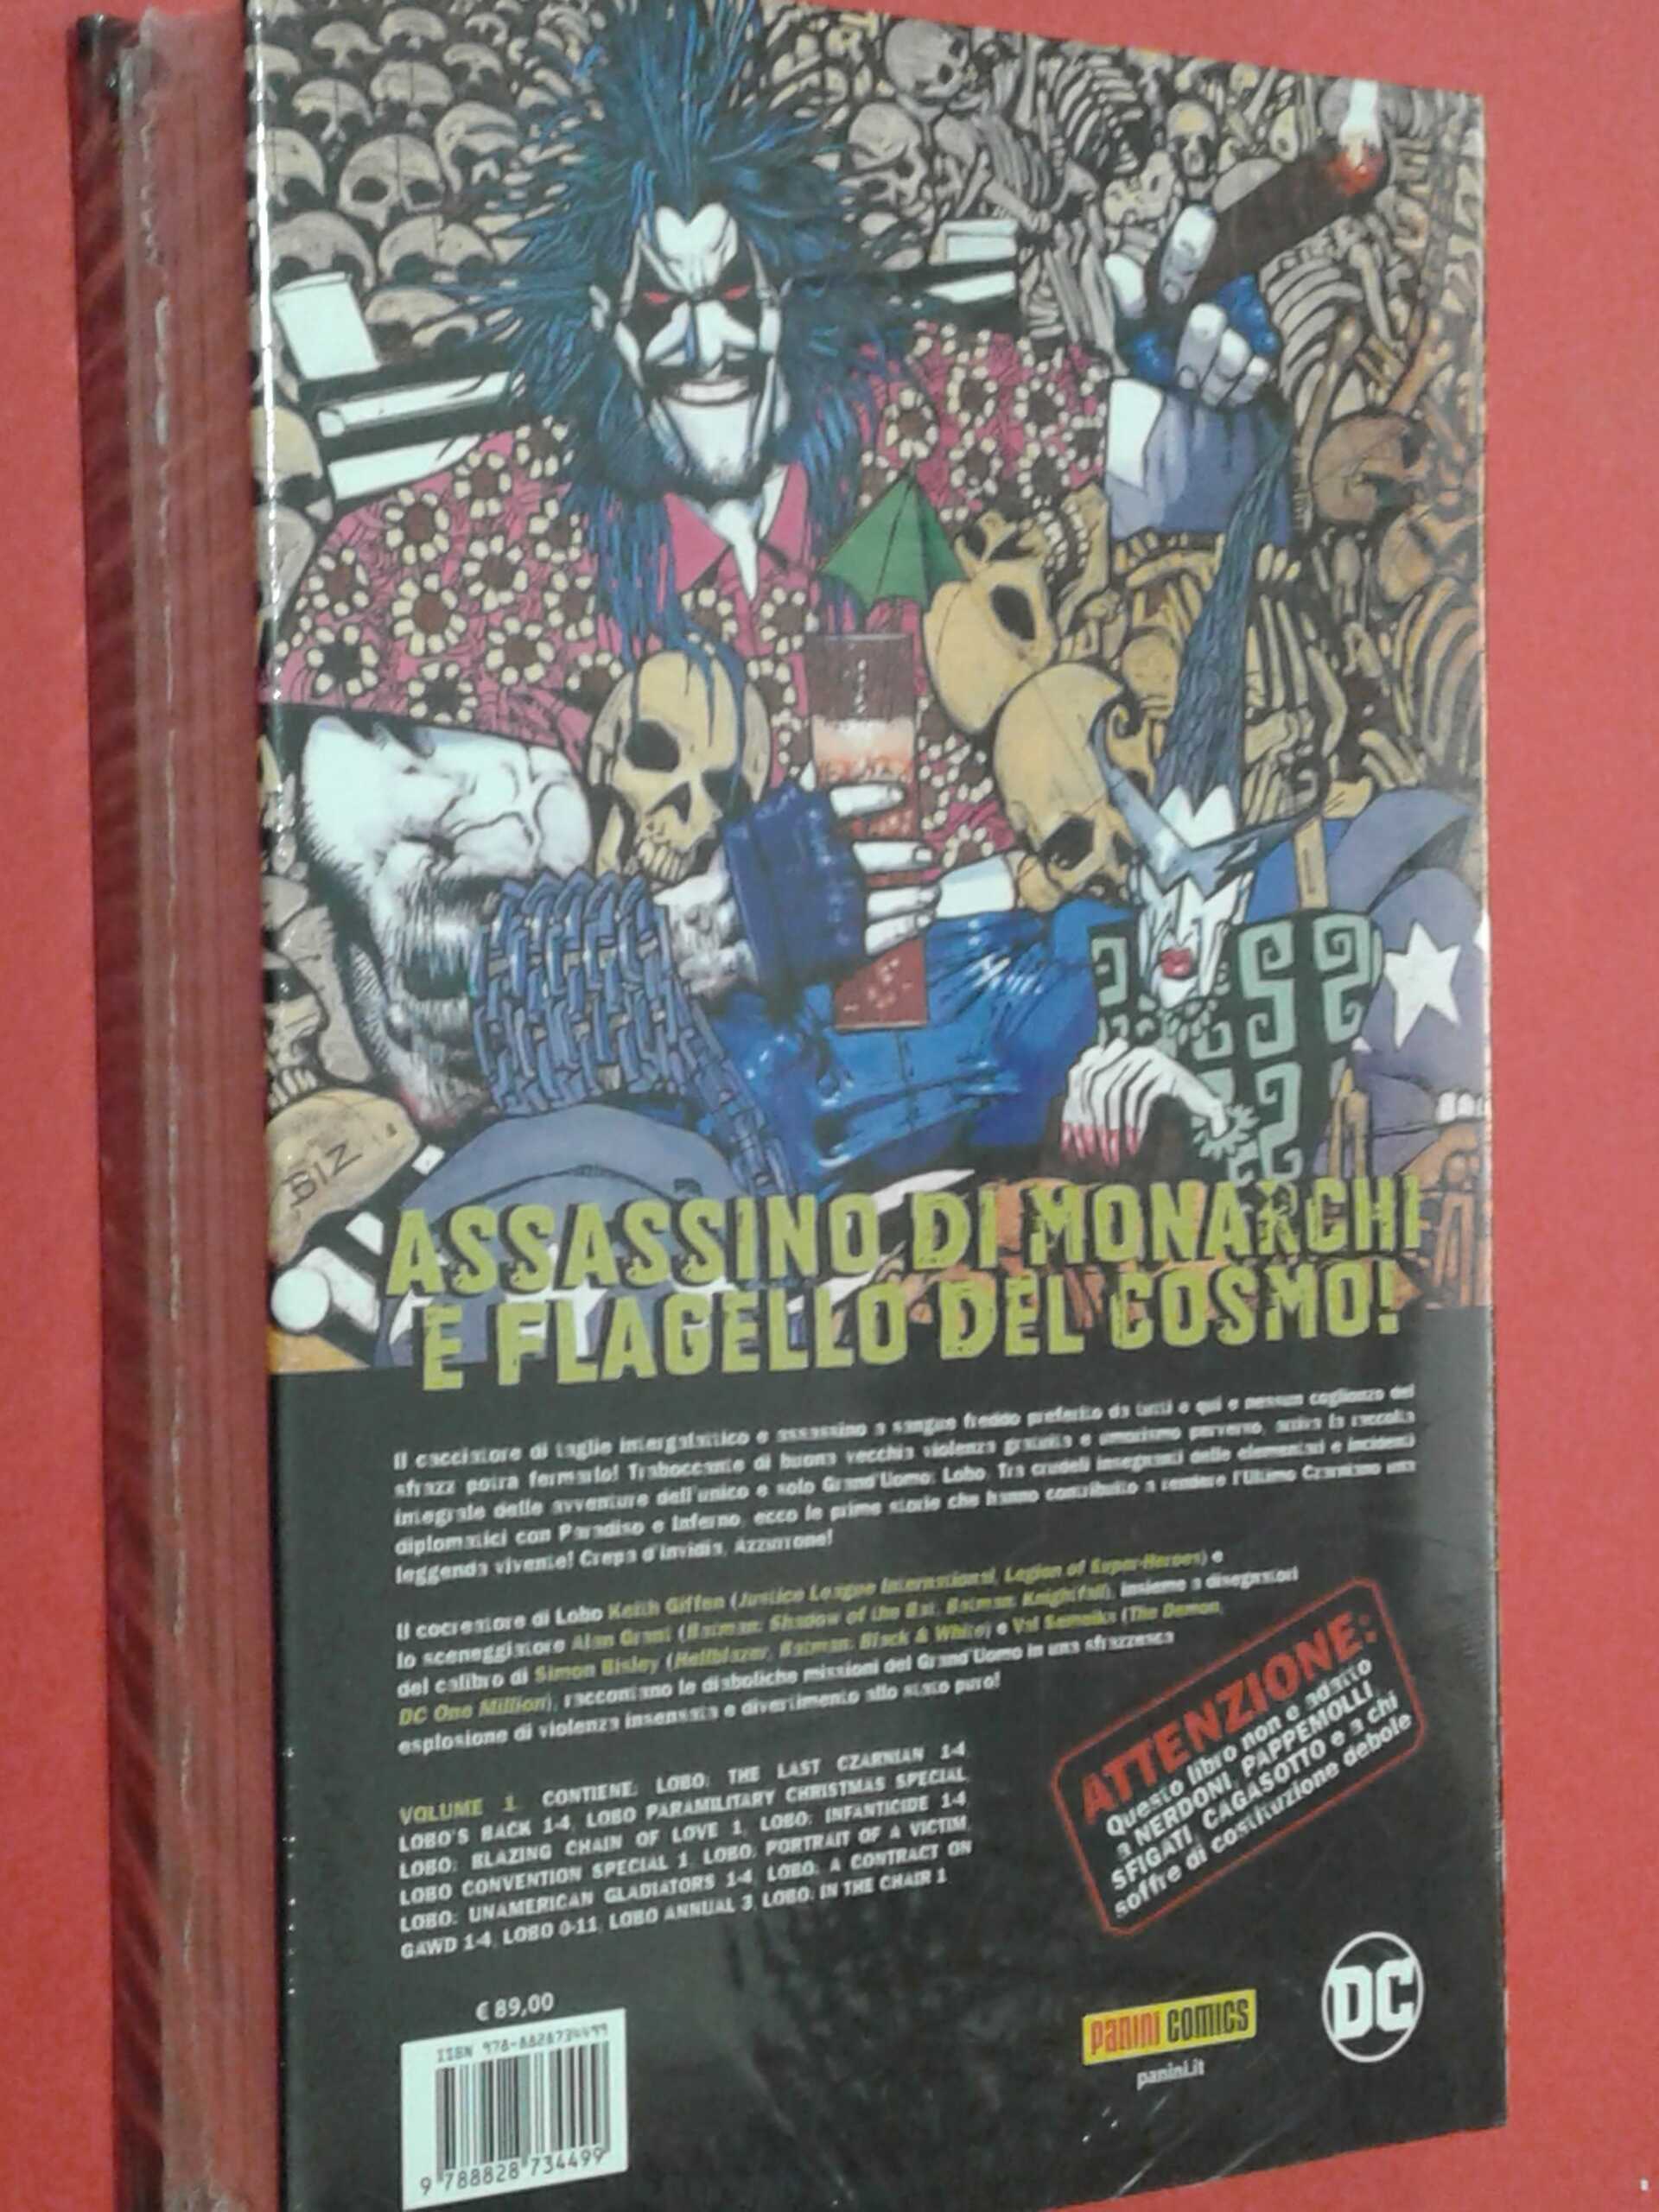 BIZ
ASSASSINO DI MONARCHI
E FLAGELLO DEL COSMO!
Il cacciatore di taglie intergalattico e assassino a sangue freddo preferito da tutti e qui e nessun coglionzo del
sfrazz potra fermarlo! Traboccante di buona vecchia violenza gratuita e umorismo perverso, arriva la raccolta
integrale delle avventure dell'unico e solo Grand'Uomo: Lobo. Tra crudeli insegnanti delle elementari e incidenti
diplomatici con Paradiso e Inferno, ecco le prime storie che hanno contribuito a rendere l'Ultimo Czarniano una
leggenda vivente! Crepa d'invidia, Azzurrone!
Il cocreatore di Lobo Keith Giffen (Justice League International, Legion of Super-Heroes) e
lo sceneggiatore Alan Grant (Batman: Shadow of the Bat, Batman: Knightfall), insieme a disegnatori
del calibro di Simon Bisley (Hellblazer, Batman: Black & White) e Val Semeiks (The Demon,
DC One Million), raccontano le diaboliche missioni del Grand'Uomo in una sfrazzesca
esplosione di violenza insensata e divertimento allo stato puro!
VOLUME 1. CONTIENE: LOBO: THE LAST CZARNIAN 1-4,
LOBO'S BACK 1-4, LOBO PARAMILITARY CHRISTMAS SPECIAL,
LOBO: BLAZING CHAIN OF LOVE 1, LOBO: INFANTICIDE 1-4,
LOBO CONVENTION SPECIAL 1, LOBO: PORTRAIT OF A VICTIM,
LOBO: UNAMERICAN GLADIATORS 1-4, LOBO: A CONTRACT ON
GAWD 1-4, LOBO 0-11, LOBO ANNUAL 3, LOBO: IN THE CHAIR 1
ATTENZIONE:
Questo libro non e adatto
a NERDONI, PAPPEMOLLI,
SFIGATI, CAGASOTTO e a chi
soffre di costituzione debole
€ 89,00
ISBN 978-8828734499
9 788828 734499
PANINI COMICS
panini.it
DC